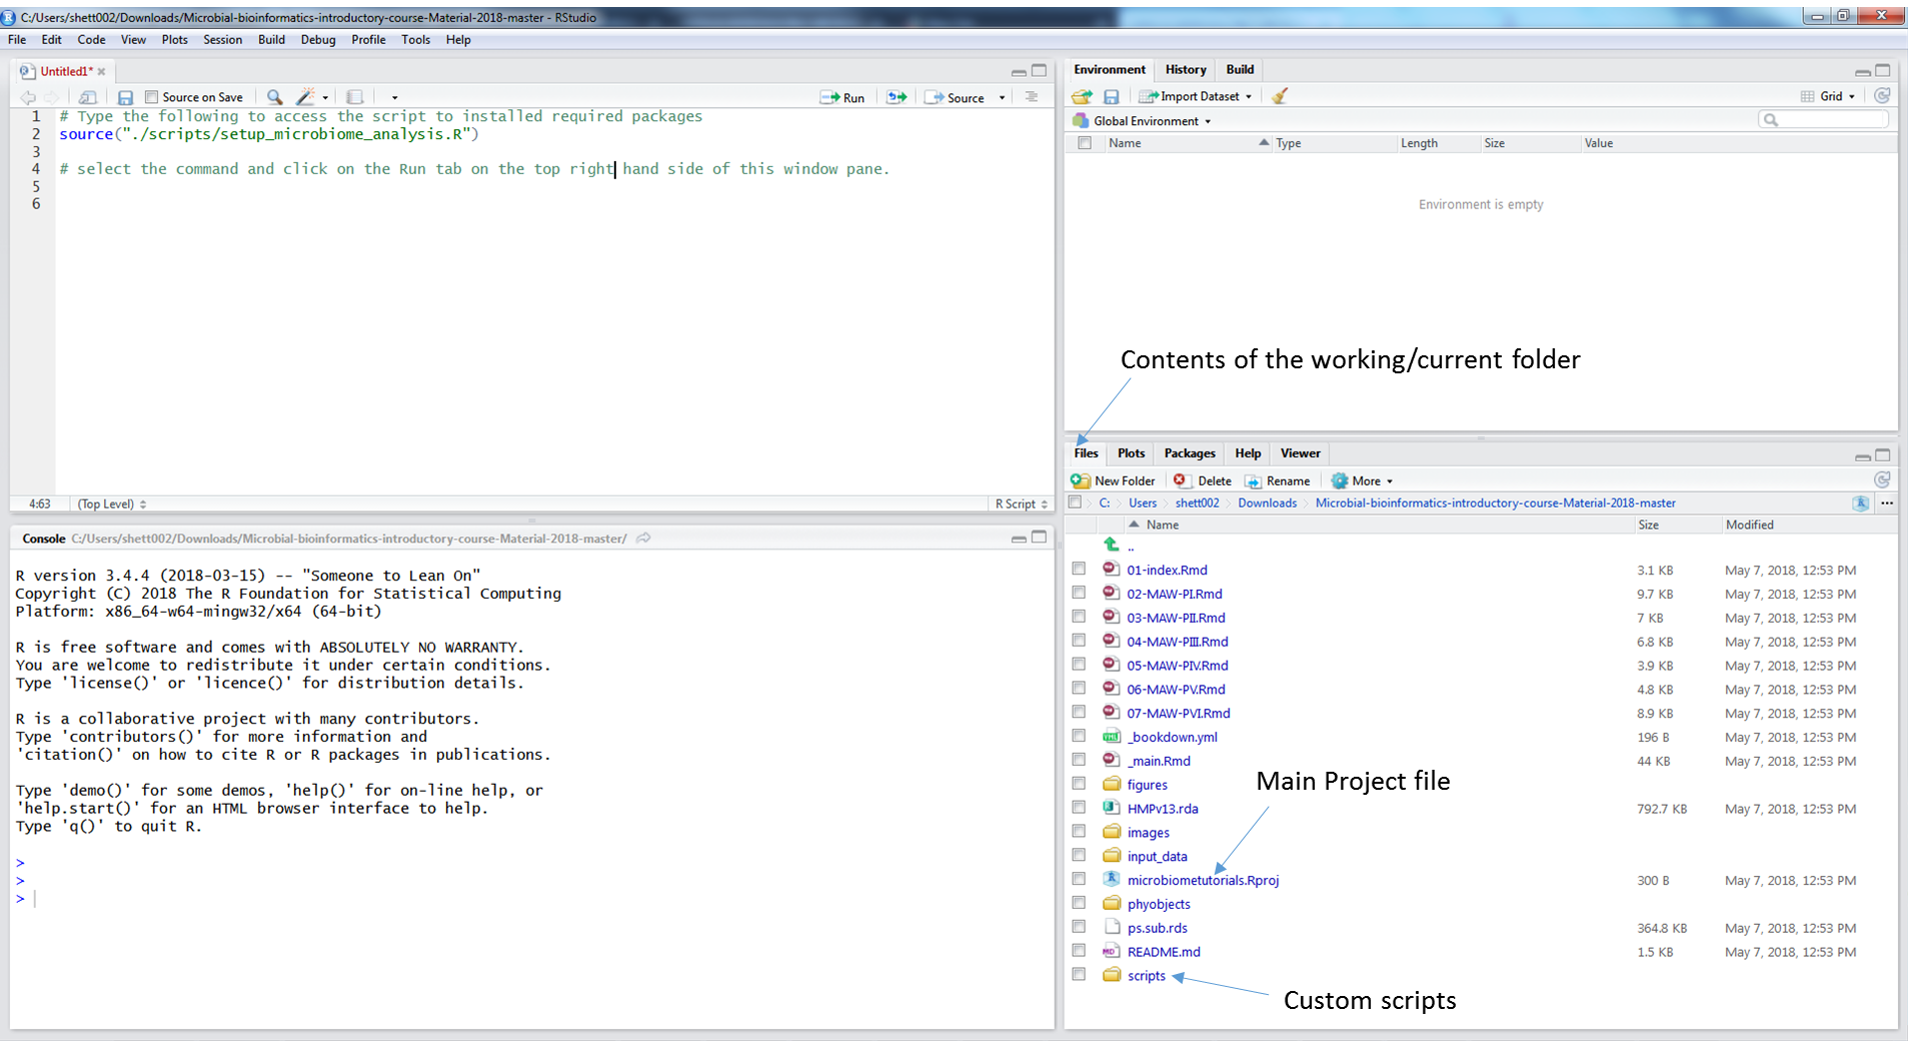 C:/Users/shett002/Downloads/Microbial-bioinformatics-introductory-course-Material-2018-master - RStudio
File Edit Code View Plots Session Build Debug Profile Tools Help
Untitled1*
Source on Save
Run
Source
1 # Type the following to access the script to installed required packages
2 source("./scripts/setup_microbiome_analysis.R")
3
4 # select the command and click on the Run tab on the top right hand side of this window pane.
5
6
4:63 (Top Level) R Script
Console C:/Users/shett002/Downloads/Microbial-bioinformatics-introductory-course-Material-2018-master/
R version 3.4.4 (2018-03-15) -- "Someone to Lean On"
Copyright (C) 2018 The R Foundation for Statistical Computing
Platform: x86_64-w64-mingw32/x64 (64-bit)
R is free software and comes with ABSOLUTELY NO WARRANTY.
You are welcome to redistribute it under certain conditions.
Type 'license()' or 'licence()' for distribution details.
R is a collaborative project with many contributors.
Type 'contributors()' for more information and
'citation()' on how to cite R or R packages in publications.
Type 'demo()' for some demos, 'help()' for on-line help, or
'help.start()' for an HTML browser interface to help.
Type 'q()' to quit R.
>
>
>
Environment History Build
Import Dataset
Grid
Global Environment
Name Type Length Size Value
Environment is empty
Contents of the working/current folder
Files Plots Packages Help Viewer
New Folder Delete Rename More
C: Users shett002 Downloads Microbial-bioinformatics-introductory-course-Material-2018-master ...
Name Size Modified
..
01-index.Rmd 3.1 KB May 7, 2018, 12:53 PM
02-MAW-PI.Rmd 9.7 KB May 7, 2018, 12:53 PM
03-MAW-PII.Rmd 7 KB May 7, 2018, 12:53 PM
04-MAW-PIII.Rmd 6.8 KB May 7, 2018, 12:53 PM
05-MAW-PIV.Rmd 3.9 KB May 7, 2018, 12:53 PM
06-MAW-PV.Rmd 4.8 KB May 7, 2018, 12:53 PM
07-MAW-PVI.Rmd 8.9 KB May 7, 2018, 12:53 PM
_bookdown.yml 196 B May 7, 2018, 12:53 PM
_main.Rmd 44 KB May 7, 2018, 12:53 PM
figures
Main Project file
HMPv13.rda 792.7 KB May 7, 2018, 12:53 PM
images
input_data
microbiometutorials.Rproj 300 B May 7, 2018, 12:53 PM
phyobjects
ps.sub.rds 364.8 KB May 7, 2018, 12:53 PM
README.md 1.5 KB May 7, 2018, 12:53 PM
scripts
Custom scripts